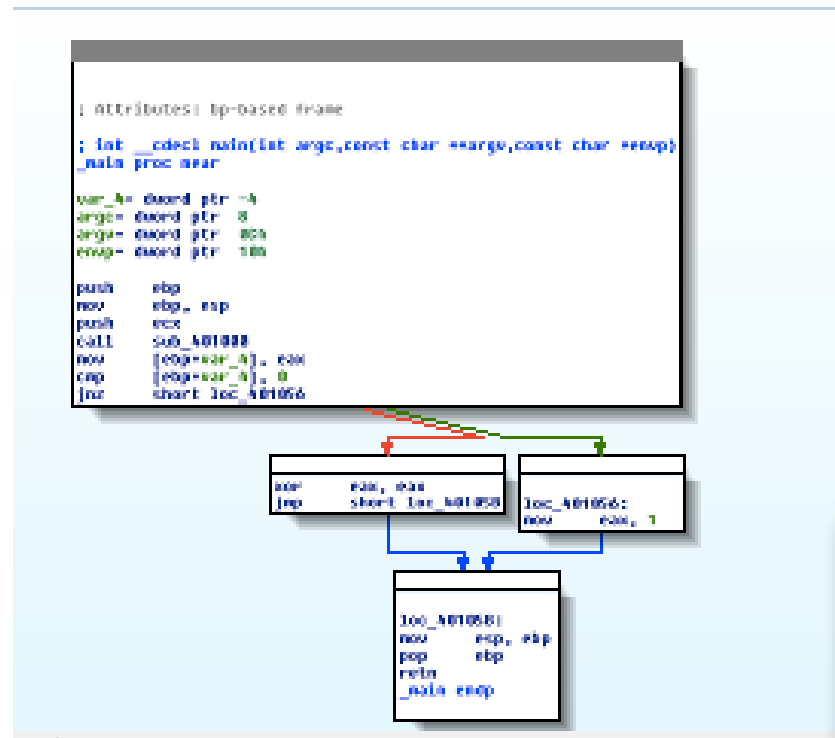 ; Attributes: bp-based frame
; int __cdecl main(int argc,const char **argv,const char *envp)
_main proc near
var_4= dword ptr -4
argc= dword ptr  8
argv= dword ptr  0Ch
envp= dword ptr  10h
push    ebp
mov     ebp, esp
push    ecx
call    sub_401000
mov     [ebp+var_4], eax
cmp     [ebp+var_4], 0
jnz     short loc_401056
xor     eax, eax
jmp     short
loc_401056:
mov     eax, 1
mov     esp, ebp
pop     ebp
retn
_main endp